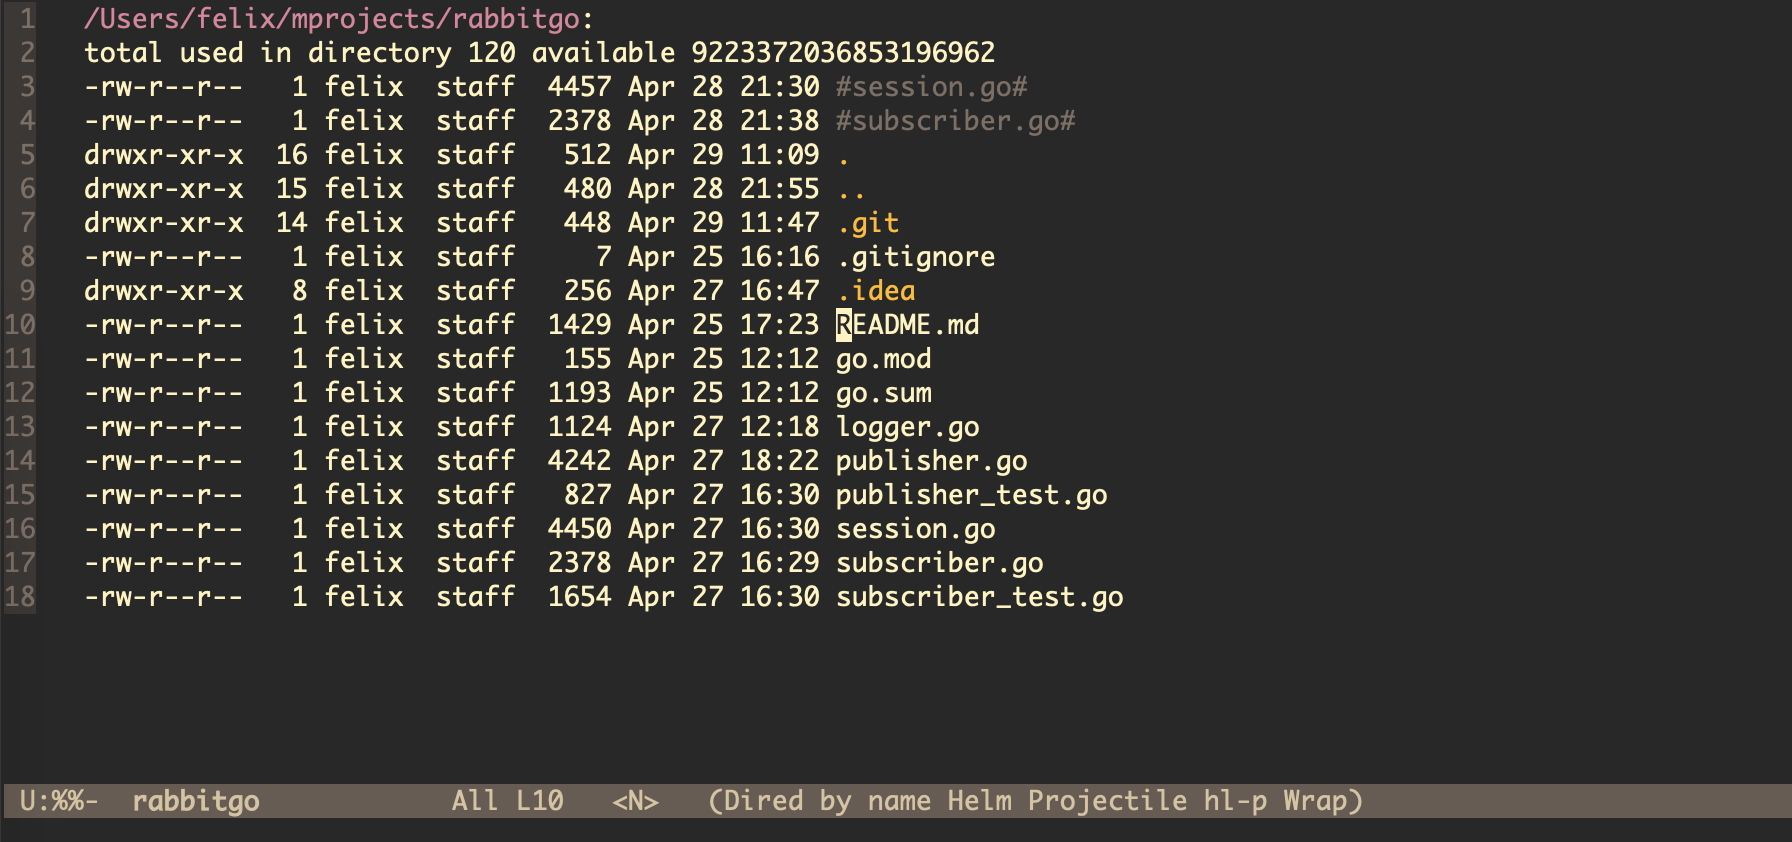 1 /Users/felix/mprojects/rabbitgo:
2 total used in directory 120 available 9223372036853196962
3 -rw-r--r-- 1 felix staff 4457 Apr 28 21:30 #session.go#
4 -rw-r--r-- 1 felix staff 2378 Apr 28 21:38 #subscriber.go#
5 drwxr-xr-x 16 felix staff 512 Apr 29 11:09 .
6 drwxr-xr-x 15 felix staff 480 Apr 28 21:55 ..
7 drwxr-xr-x 14 felix staff 448 Apr 29 11:47 .git
8 -rw-r--r-- 1 felix staff 7 Apr 25 16:16 .gitignore
9 drwxr-xr-x 8 felix staff 256 Apr 27 16:47 .idea
10 -rw-r--r-- 1 felix staff 1429 Apr 25 17:23 README.md
11 -rw-r--r-- 1 felix staff 155 Apr 25 12:12 go.mod
12 -rw-r--r-- 1 felix staff 1193 Apr 25 12:12 go.sum
13 -rw-r--r-- 1 felix staff 1124 Apr 27 12:18 logger.go
14 -rw-r--r-- 1 felix staff 4242 Apr 27 18:22 publisher.go
15 -rw-r--r-- 1 felix staff 827 Apr 27 16:30 publisher_test.go
16 -rw-r--r-- 1 felix staff 4450 Apr 27 16:30 session.go
17 -rw-r--r-- 1 felix staff 2378 Apr 27 16:29 subscriber.go
18 -rw-r--r-- 1 felix staff 1654 Apr 27 16:30 subscriber_test.go
U:%%- rabbitgo All L10 <N> (Dired by name Helm Projectile hl-p Wrap)